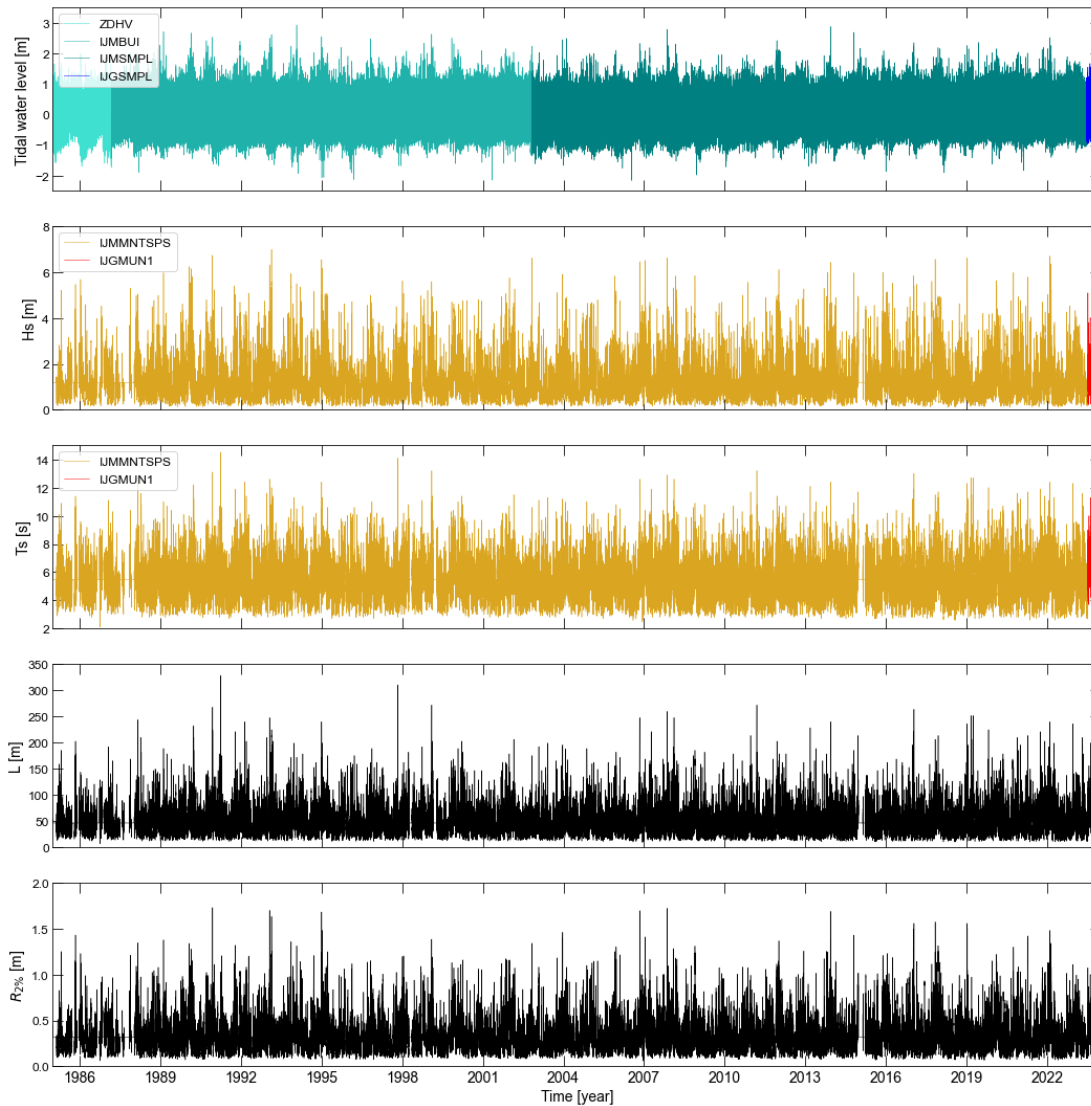 Tidal water level [m]
3
2
1
0
−1
−2
ZDHV
IJMBUI
IJMSMPL
IJGSMPL
Hs [m]
8
6
4
2
0
IJMMNTSPS
IJGMUN1
Ts [s]
14
12
10
8
6
4
2
IJMMNTSPS
IJGMUN1
L [m]
350
300
250
200
150
100
50
0
R2% [m]
2.0
1.5
1.0
0.5
0.0
1986 1989 1992 1995 1998 2001 2004 2007 2010 2013 2016 2019 2022
Time [year]